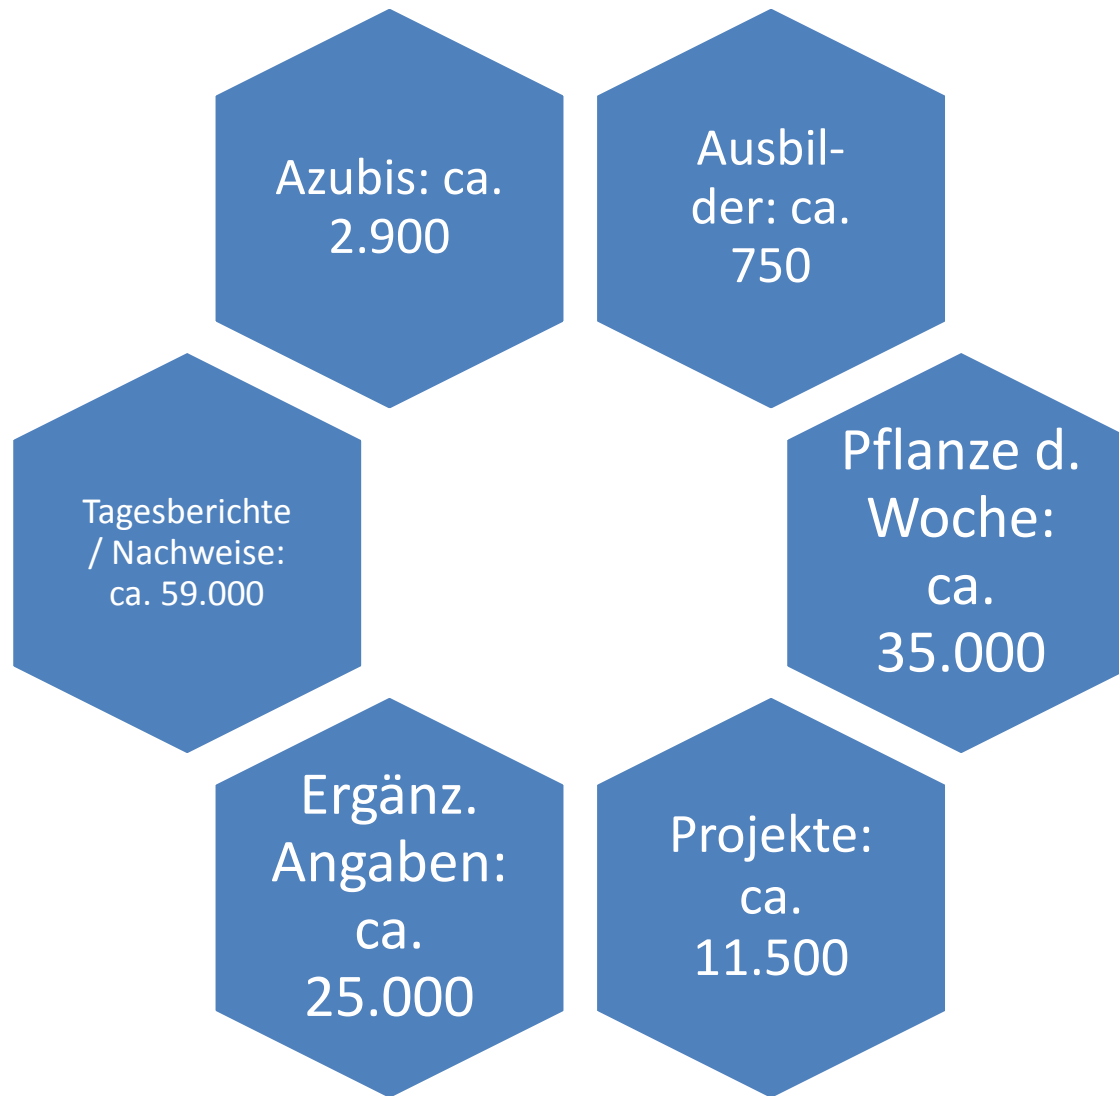 Azubis: ca.
2.900
Ausbil-
der: ca.
750
Pflanze d.
Woche:
ca.
35.000
Projekte:
ca.
11.500
Ergänz.
Angaben:
ca.
25.000
Tagesberichte
/ Nachweise:
ca. 59.000